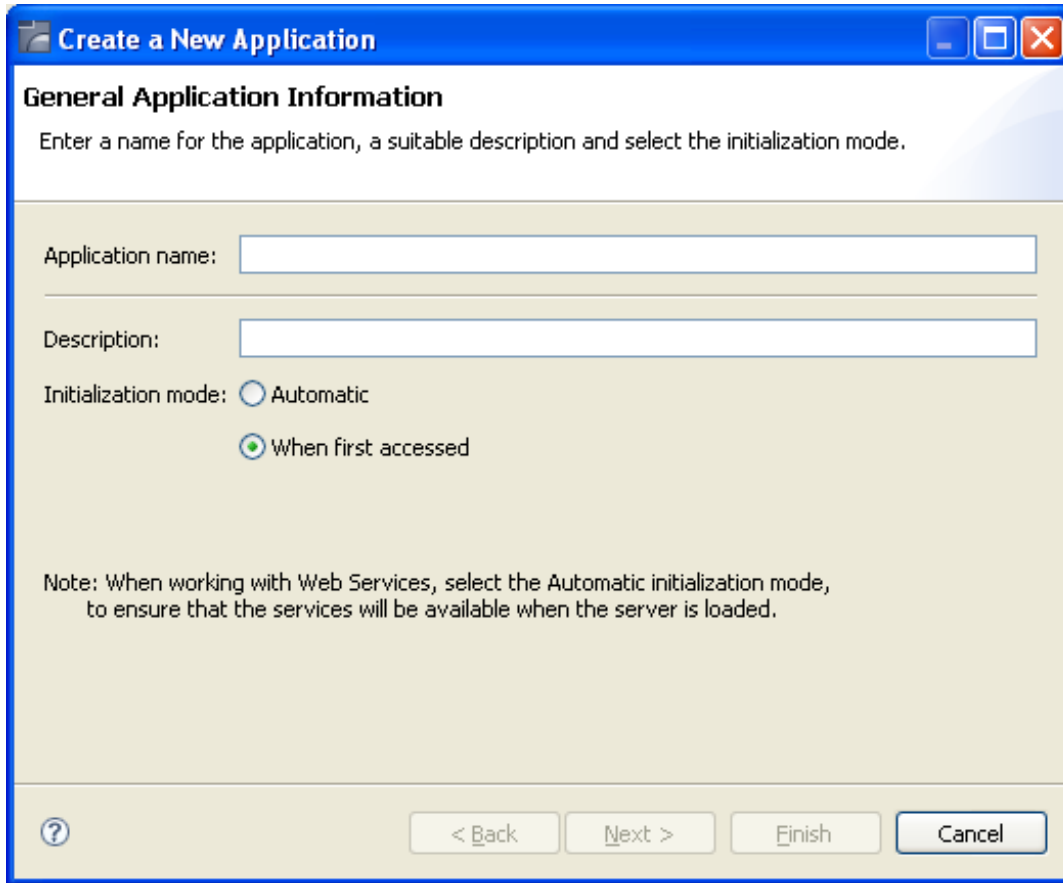 Create a New Application
General Application Information
Enter a name for the application, a suitable description and select the initialization mode.
Application name:
Description:
Initialization mode: Automatic
When first accessed
Note: When working with Web Services, select the Automatic initialization mode,
to ensure that the services will be available when the server is loaded.
? < Back Next > Finish Cancel